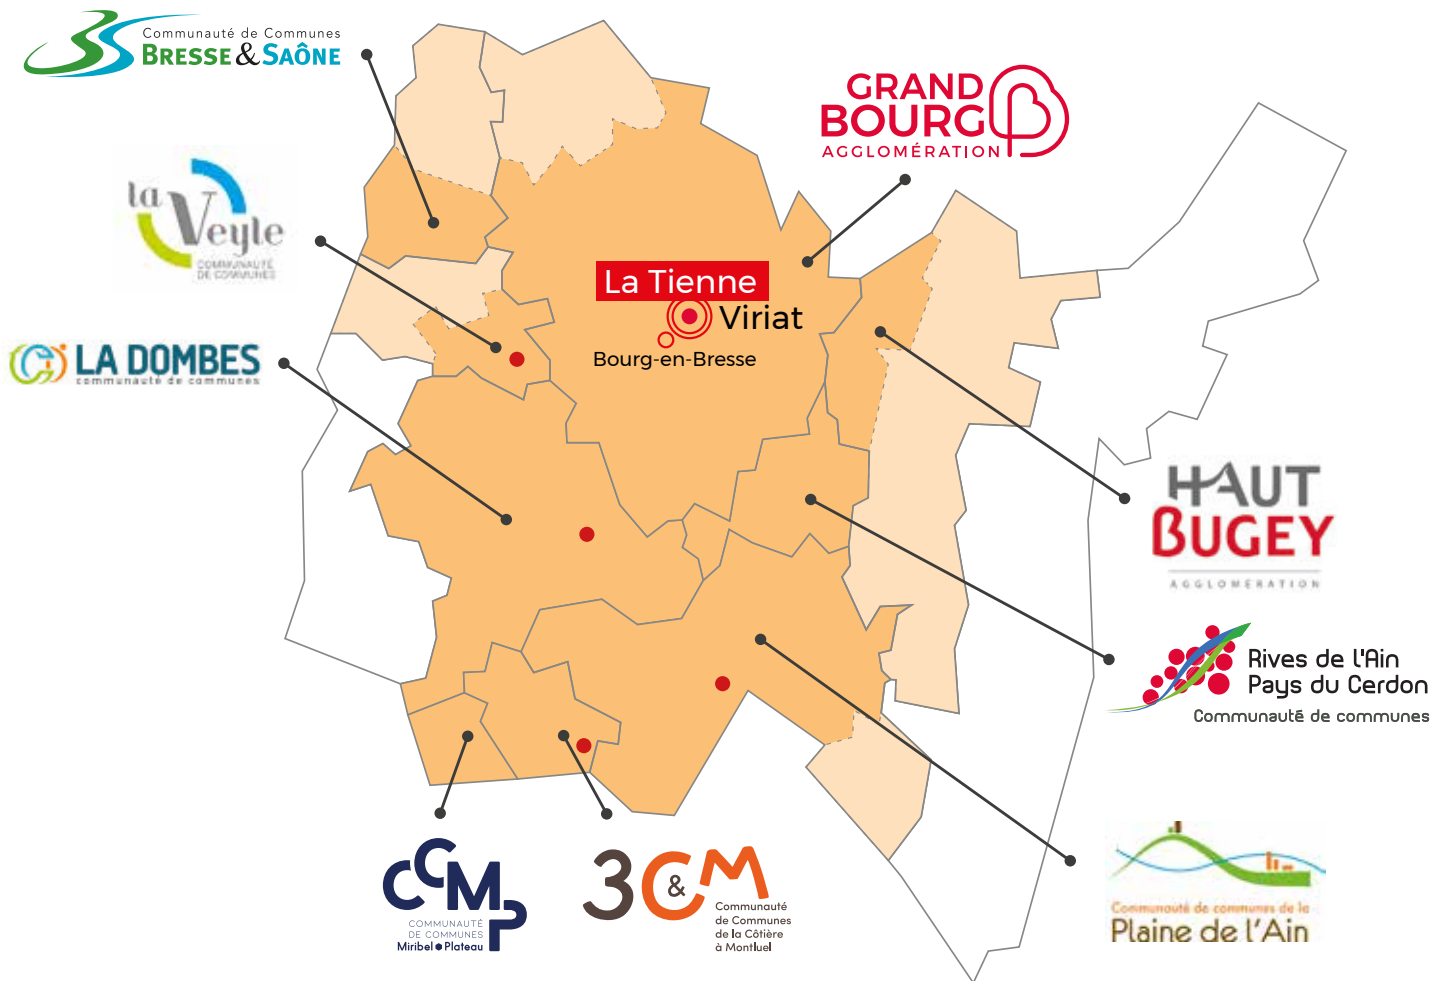 Communauté de Communes
BRESSE & SAÔNE
GRAND
BOURG
AGGLOMÉRATION
la
Veyle
COMMUNAUTÉ
DE COMMUNES
La Tienne
Viriat
Bourg-en-Bresse
LA DOMBES
communauté de communes
HAUT
BUGEY
AGGLOMÉRATION
Rives de l'Ain
Pays du Cerdon
Communauté de communes
CCMP
COMMUNAUTÉ
DE COMMUNES
Miribel • Plateau
3C&M
Communauté
de Communes
de la Côtière
à Montluel
Communauté de communes de la
Plaine de l'Ain